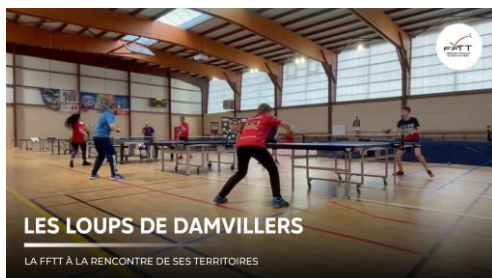 FFTT
LES LOUPS DE DAMVILLERS
LA FFTT À LA RENCONTRE DE SES TERRITOIRES